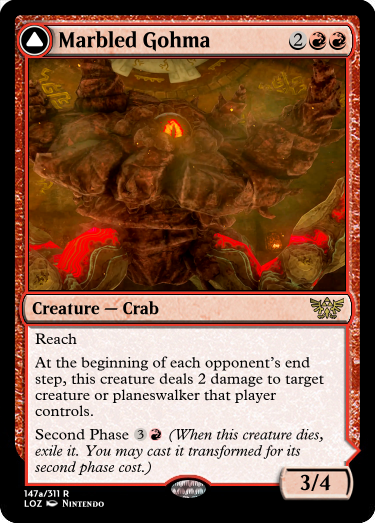 Marbled Gohma 2
Creature — Crab
Reach
At the beginning of each opponent's end
step, this creature deals 2 damage to target
creature or planeswalker that player
controls.
Second Phase 3 (When this creature dies,
exile it. You may cast it transformed for its
second phase cost.)
3/4
147a/311 R
LOZ Nintendo